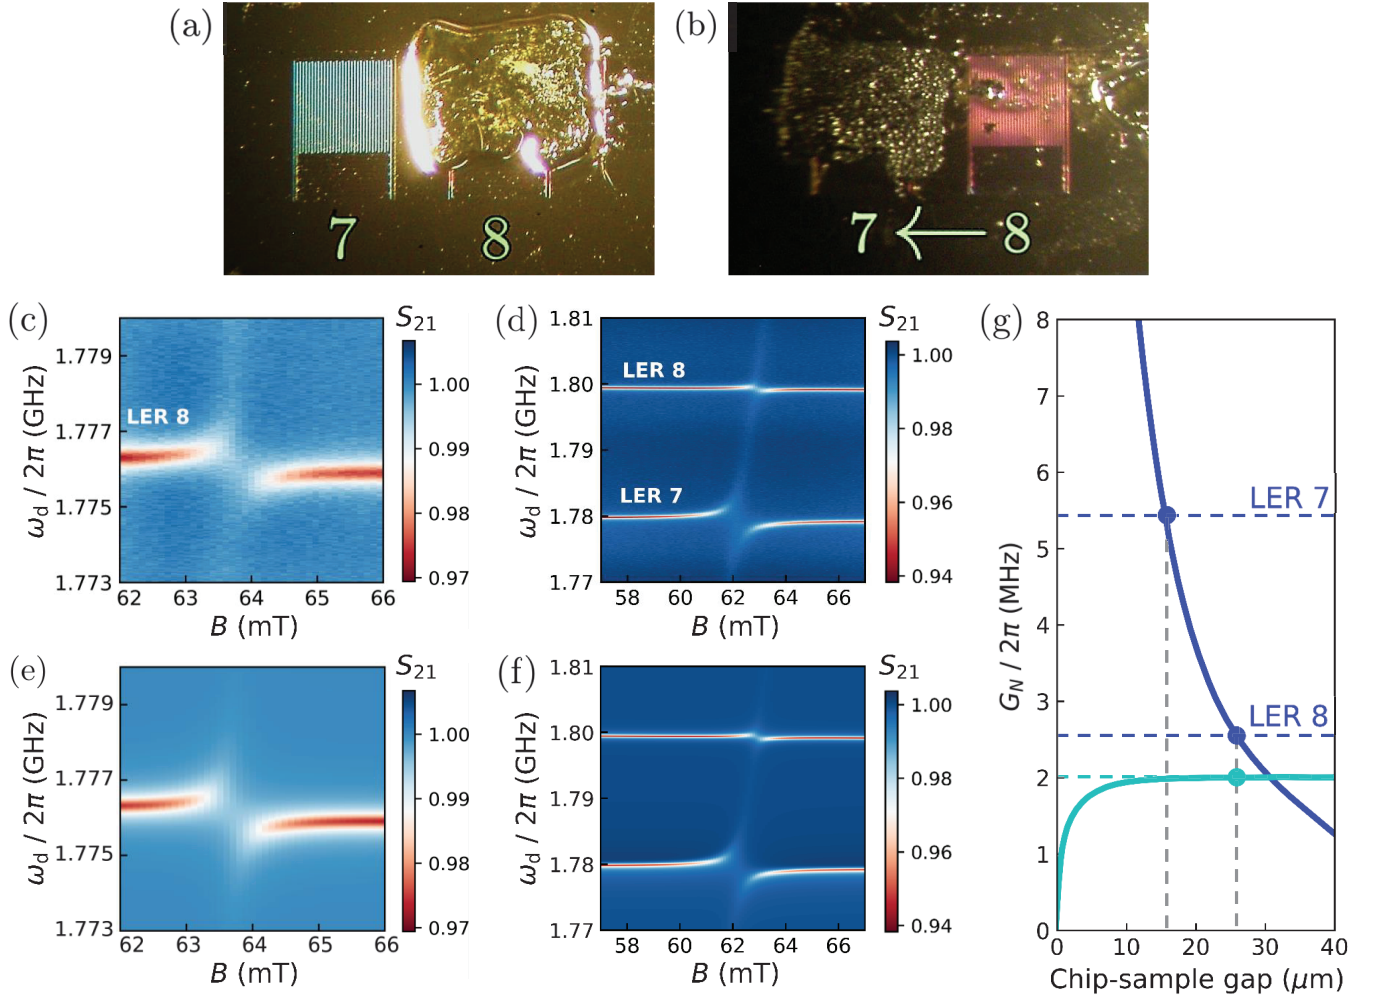 (a)
7 8
(b)
7 ← 8
(c)
S21
1.779
1.777
1.775
1.773
ωd / 2π (GHz)
LER 8
62 63 64 65 66
B (mT)
1.00
0.99
0.98
0.97
(d)
S21
1.81
1.80
1.79
1.78
1.77
ωd / 2π (GHz)
LER 8
LER 7
58 60 62 64 66
B (mT)
1.00
0.98
0.96
0.94
(e)
S21
1.779
1.777
1.775
1.773
ωd / 2π (GHz)
62 63 64 65 66
B (mT)
1.00
0.99
0.98
0.97
(f)
S21
1.81
1.80
1.79
1.78
1.77
ωd / 2π (GHz)
58 60 62 64 66
B (mT)
1.00
0.98
0.96
0.94
(g)
8
7
6
5
4
3
2
1
0
GN / 2π (MHz)
LER 7
LER 8
0 10 20 30 40
Chip-sample gap (μm)